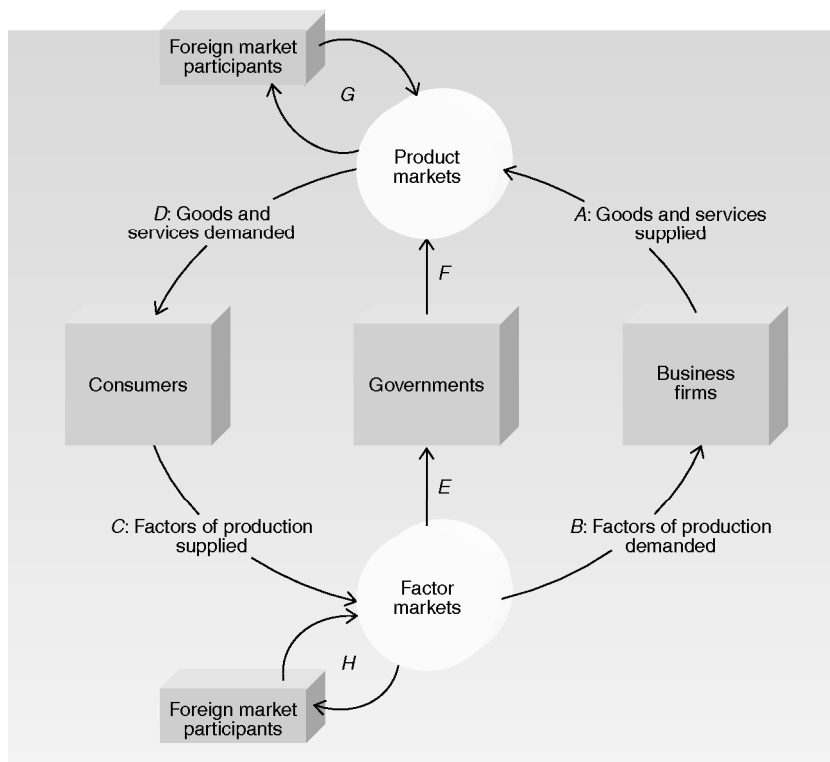 Foreign market
participants
G
Product
markets
D: Goods and
services demanded
A: Goods and services
supplied
F
Consumers
Governments
Business
firms
E
C: Factors of production
supplied
B: Factors of production
demanded
Factor
markets
H
Foreign market
participants